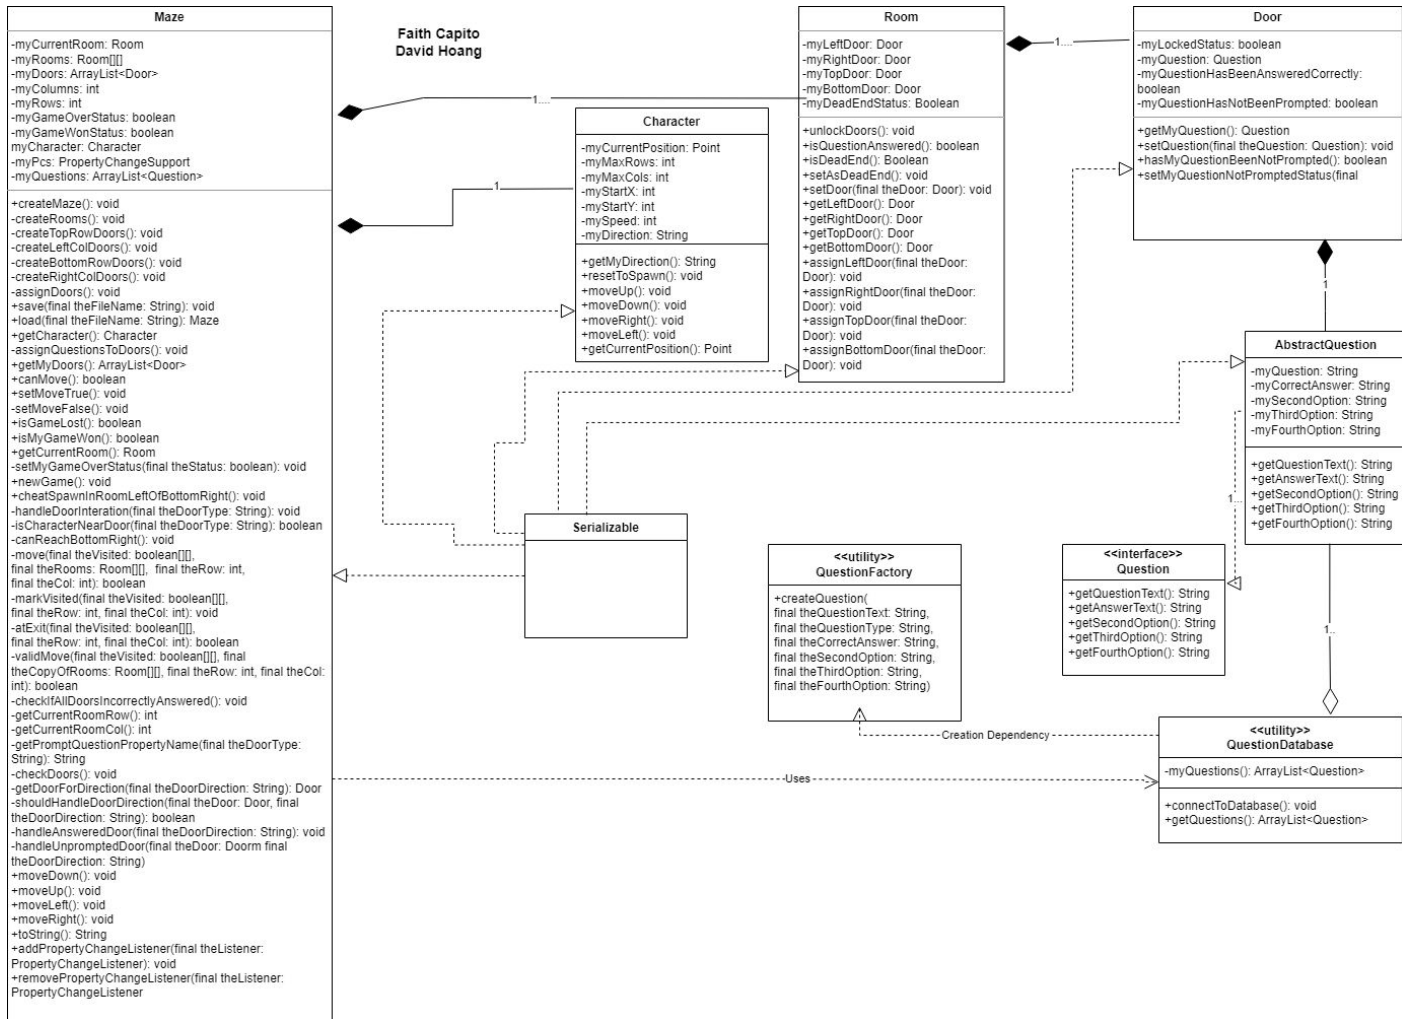 Maze
-myCurrentRoom: Room
-myRooms: Room[][]
-myDoors: ArrayList<Door>
-myColumns: int
-myRows: int
-myGameOverStatus: boolean
-myGameWonStatus: boolean
myCharacter: Character
-myPcs: PropertyChangeSupport
-myQuestions: ArrayList<Question>
+createMaze(): void
-createRooms(): void
-createTopRowDoors(): void
-createLeftColDoors(): void
-createBottomRowDoors(): void
-createRightColDoors(): void
-assignDoors(): void
+save(final theFileName: String): void
+load(final theFileName: String): Maze
+getCharacter(): Character
-assignQuestionsToDoors(): void
+getMyDoors(): ArrayList<Door>
+canMove(): boolean
+setMoveTrue(): void
-setMoveFalse(): void
+isGameLost(): boolean
+isMyGameWon(): boolean
+getCurrentRoom(): Room
-setMyGameOverStatus(final theStatus: boolean): void
+newGame(): void
+cheatSpawnInRoomLeftOfBottomRight(): void
-handleDoorInteration(final theDoorType: String): void
-isCharacterNearDoor(final theDoorType: String): boolean
-canReachBottomRight(): void
-move(final theVisited: boolean[][],
final theRooms: Room[][], final theRow: int,
final theCol: int): boolean
-markVisited(final theVisited: boolean[][],
final theRow: int, final theCol: int): void
-atExit(final theVisited: boolean[][],
final theRow: int, final theCol: int): boolean
-validMove(final theVisited: boolean[][], final
theCopyOfRooms: Room[][], final theRow: int, final theCol:
int): boolean
-checkIfAllDoorsIncorrectlyAnswered(): void
-getCurrentRoomRow(): int
-getCurrentRoomCol(): int
-getPromptQuestionPropertyName(final theDoorType:
String): String
-checkDoors(): void
-getDoorForDirection(final theDoorDirection: String): Door
-shouldHandleDoorDirection(final theDoor: Door, final
theDoorDirection: String): boolean
-handleAnsweredDoor(final theDoorDirection: String): void
-handleUnpromptedDoor(final theDoor: Doorm final
theDoorDirection: String)
+moveDown(): void
+moveUp(): void
+moveLeft(): void
+moveRight(): void
+toString(): String
+addPropertyChangeListener(final theListener:
PropertyChangeListener): void
+removePropertyChangeListener(final theListener:
PropertyChangeListener
Faith Capito
David Hoang
1....
1
Character
-myCurrentPosition: Point
-myMaxRows: int
-myMaxCols: int
-myStartX: int
-myStartY: int
-mySpeed: int
-myDirection: String
+getMyDirection(): String
+resetToSpawn(): void
+moveUp(): void
+moveDown(): void
+moveRight(): void
+moveLeft(): void
+getCurrentPosition(): Point
Room
-myLeftDoor: Door
-myRightDoor: Door
-myTopDoor: Door
-myBottomDoor: Door
-myDeadEndStatus: Boolean
+unlockDoors(): void
+isQuestionAnswered(): boolean
+isDeadEnd(): Boolean
+setAsDeadEnd(): void
+setDoor(final theDoor: Door): void
+getLeftDoor(): Door
+getRightDoor(): Door
+getTopDoor(): Door
+getBottomDoor(): Door
+assignLeftDoor(final theDoor:
Door): void
+assignRightDoor(final theDoor:
Door): void
+assignTopDoor(final theDoor:
Door): void
+assignBottomDoor(final theDoor:
Door): void
1....
Door
-myLockedStatus: boolean
-myQuestion: Question
-myQuestionHasBeenAnsweredCorrectly:
boolean
-myQuestionHasNotBeenPrompted: boolean
+getMyQuestion(): Question
+setQuestion(final theQuestion: Question): void
+hasMyQuestionBeenNotPrompted(): boolean
+setMyQuestionNotPromptedStatus(final
1
AbstractQuestion
-myQuestion: String
-myCorrectAnswer: String
-mySecondOption: String
-myThirdOption: String
-myFourthOption: String
+getQuestionText(): String
+getAnswerText(): String
+getSecondOption(): String
+getThirdOption(): String
+getFourthOption(): String
1...
Serializable
<<utility>>
QuestionFactory
+createQuestion(
final theQuestionText: String,
final theQuestionType: String,
final theCorrectAnswer: String,
final theSecondOption: String,
final theThirdOption: String,
final theFourthOption: String)
<<interface>>
Question
+getQuestionText(): String
+getAnswerText(): String
+getSecondOption(): String
+getThirdOption(): String
+getFourthOption(): String
1..
Creation Dependency
Uses
<<utility>>
QuestionDatabase
-myQuestions(): ArrayList<Question>
+connectToDatabase(): void
+getQuestions(): ArrayList<Question>